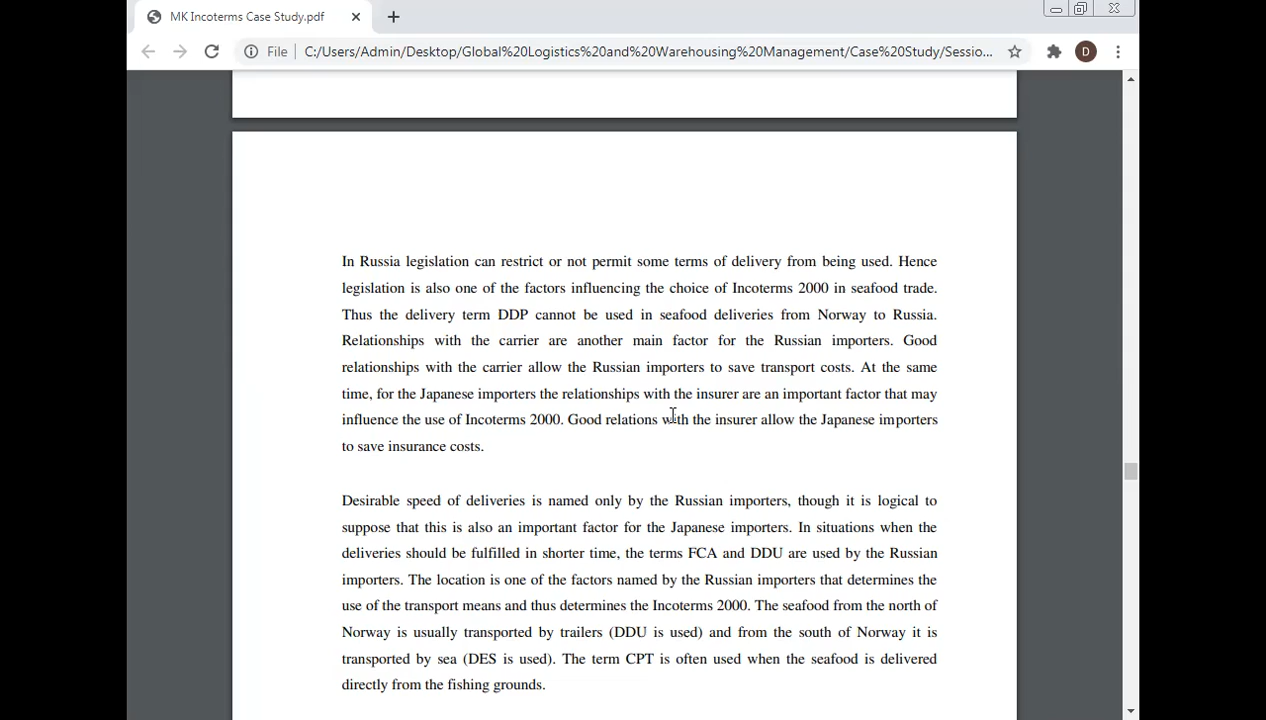 MK Incoterms Case Study.pdf
File C:/Users/Admin/Desktop/Global%20Logistics%20and%20Warehousing%20Management/Case%20Study/Sessio...
D
In Russia legislation can restrict or not permit some terms of delivery from being used. Hence
legislation is also one of the factors influencing the choice of Incoterms 2000 in seafood trade.
Thus the delivery term DDP cannot be used in seafood deliveries from Norway to Russia.
Relationships with the carrier are another main factor for the Russian importers. Good
relationships with the carrier allow the Russian importers to save transport costs. At the same
time, for the Japanese importers the relationships with the insurer are an important factor that may
influence the use of Incoterms 2000. Good relations with the insurer allow the Japanese importers
to save insurance costs.
Desirable speed of deliveries is named only by the Russian importers, though it is logical to
suppose that this is also an important factor for the Japanese importers. In situations when the
deliveries should be fulfilled in shorter time, the terms FCA and DDU are used by the Russian
importers. The location is one of the factors named by the Russian importers that determines the
use of the transport means and thus determines the Incoterms 2000. The seafood from the north of
Norway is usually transported by trailers (DDU is used) and from the south of Norway it is
transported by sea (DES is used). The term CPT is often used when the seafood is delivered
directly from the fishing grounds.